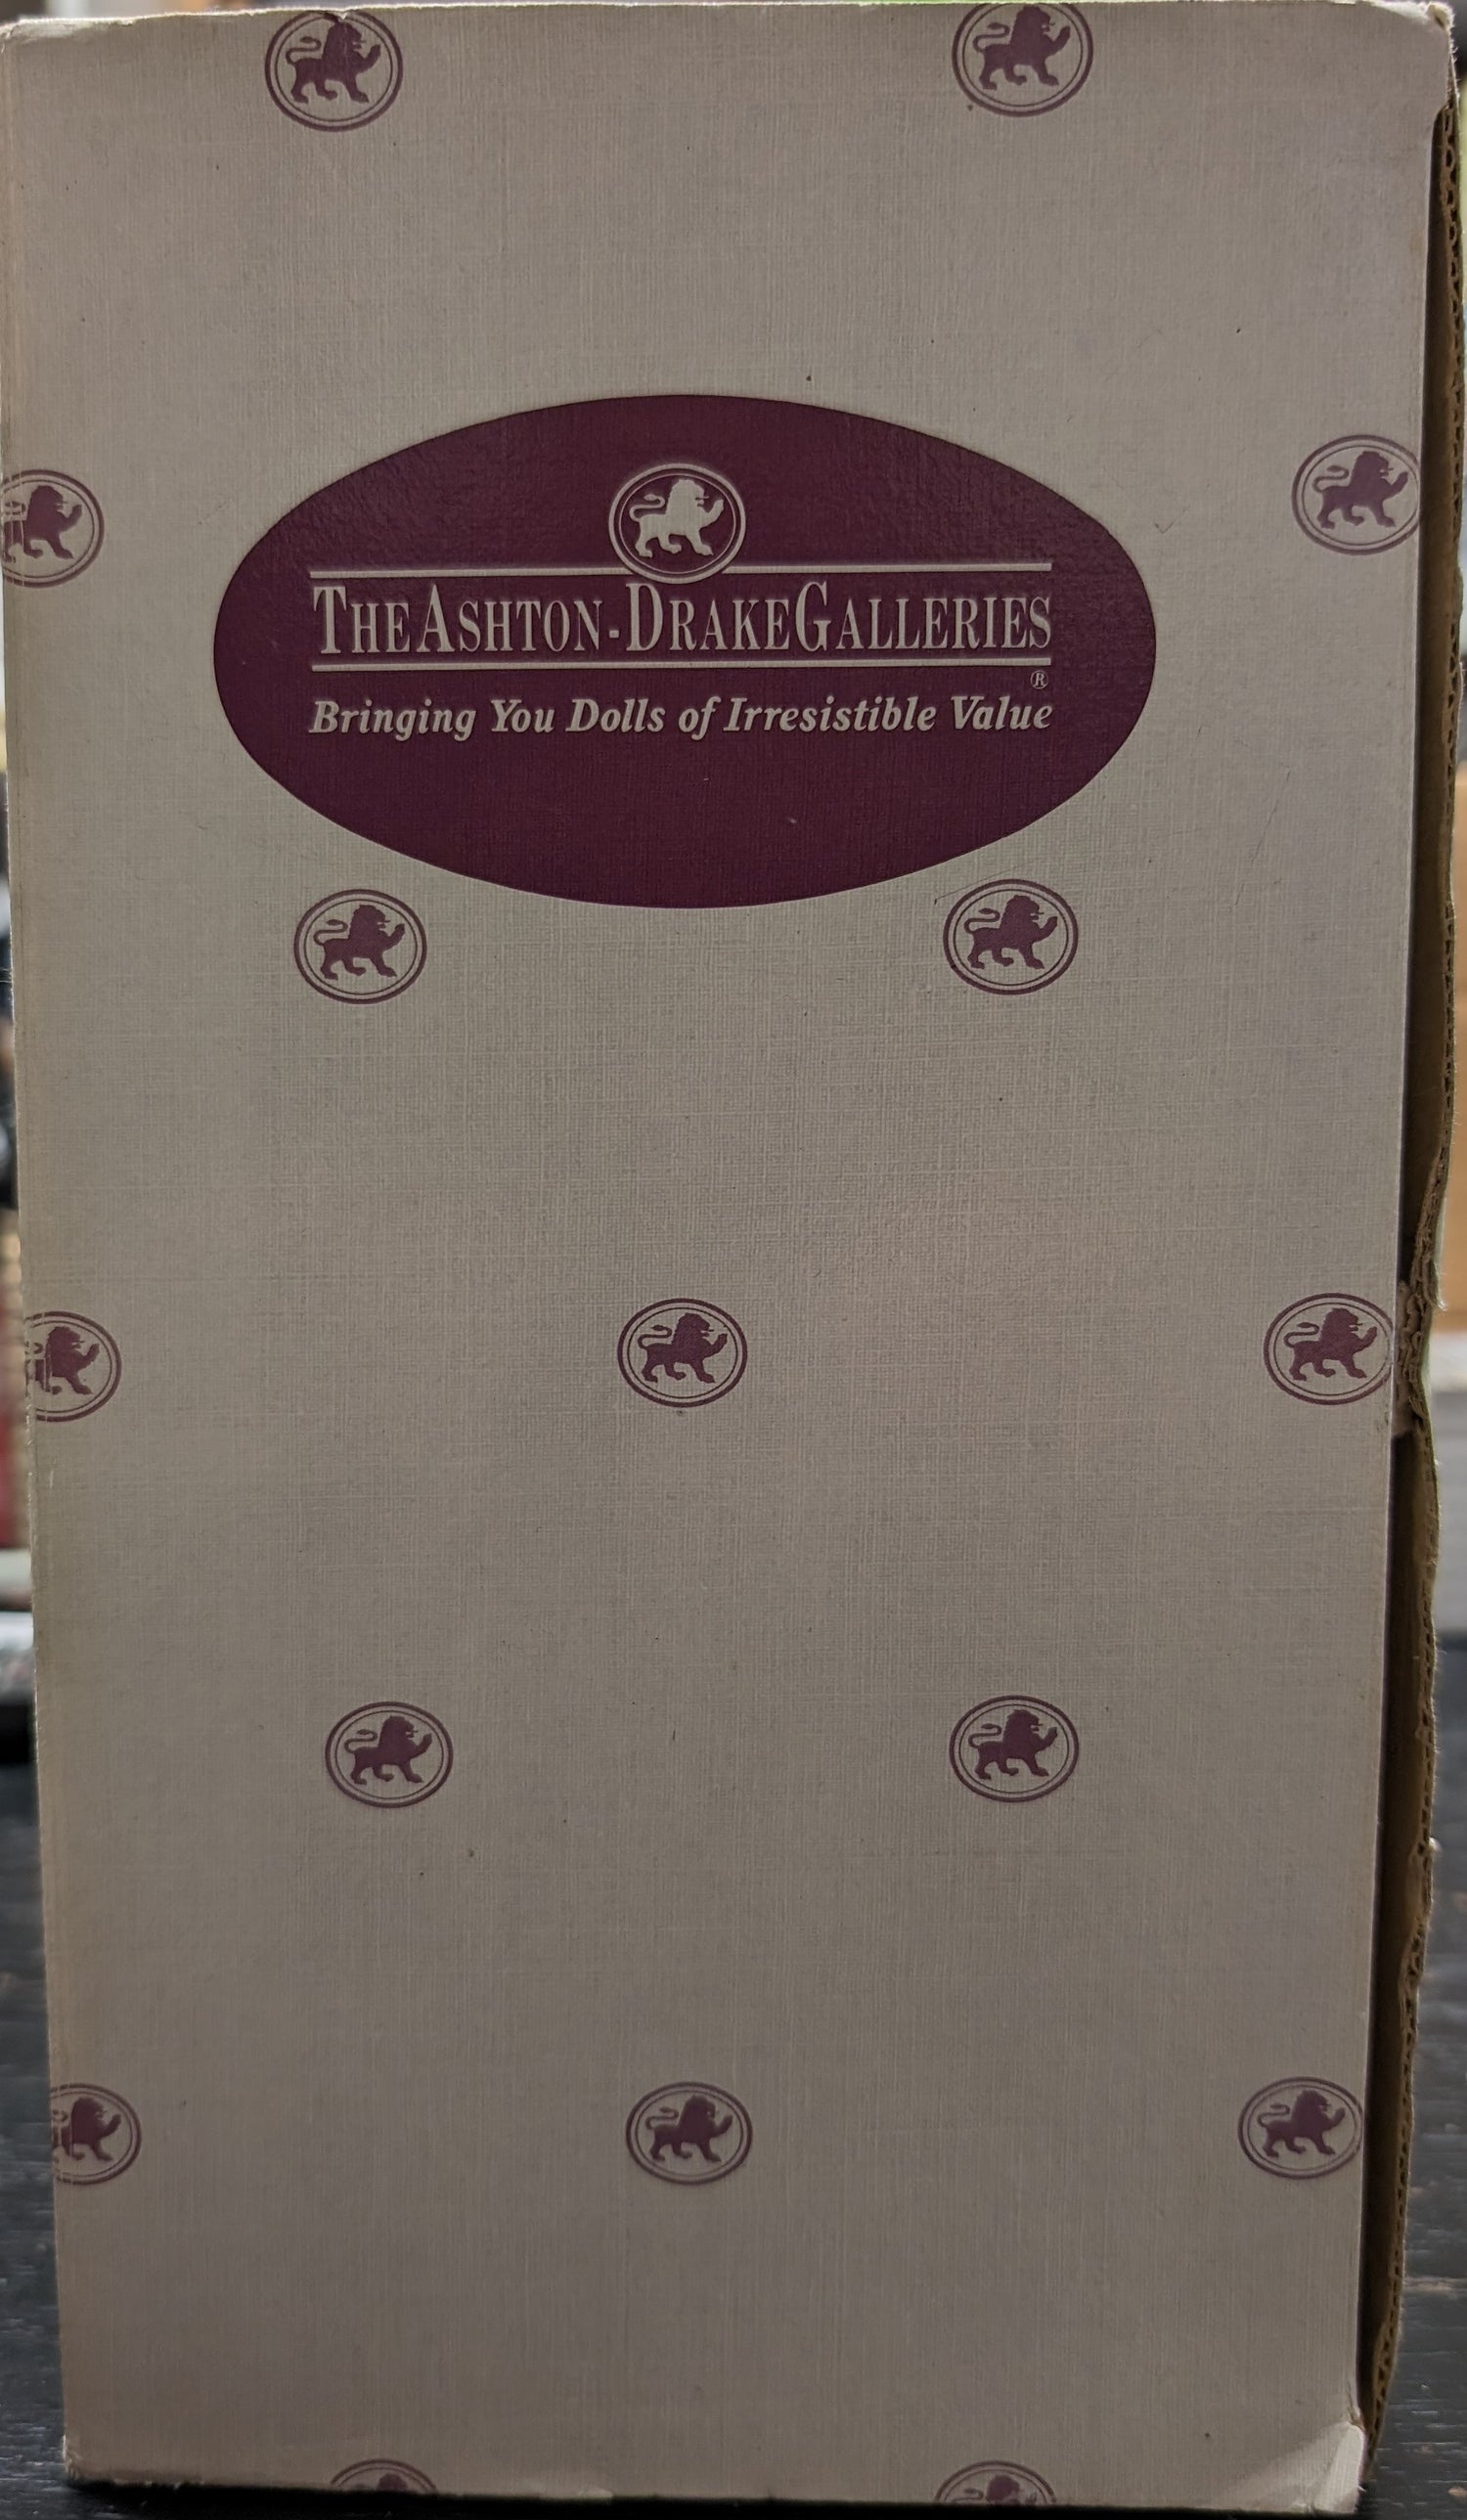 The Ashton-Drake Galleries
®
Bringing You Dolls of Irresistible Value